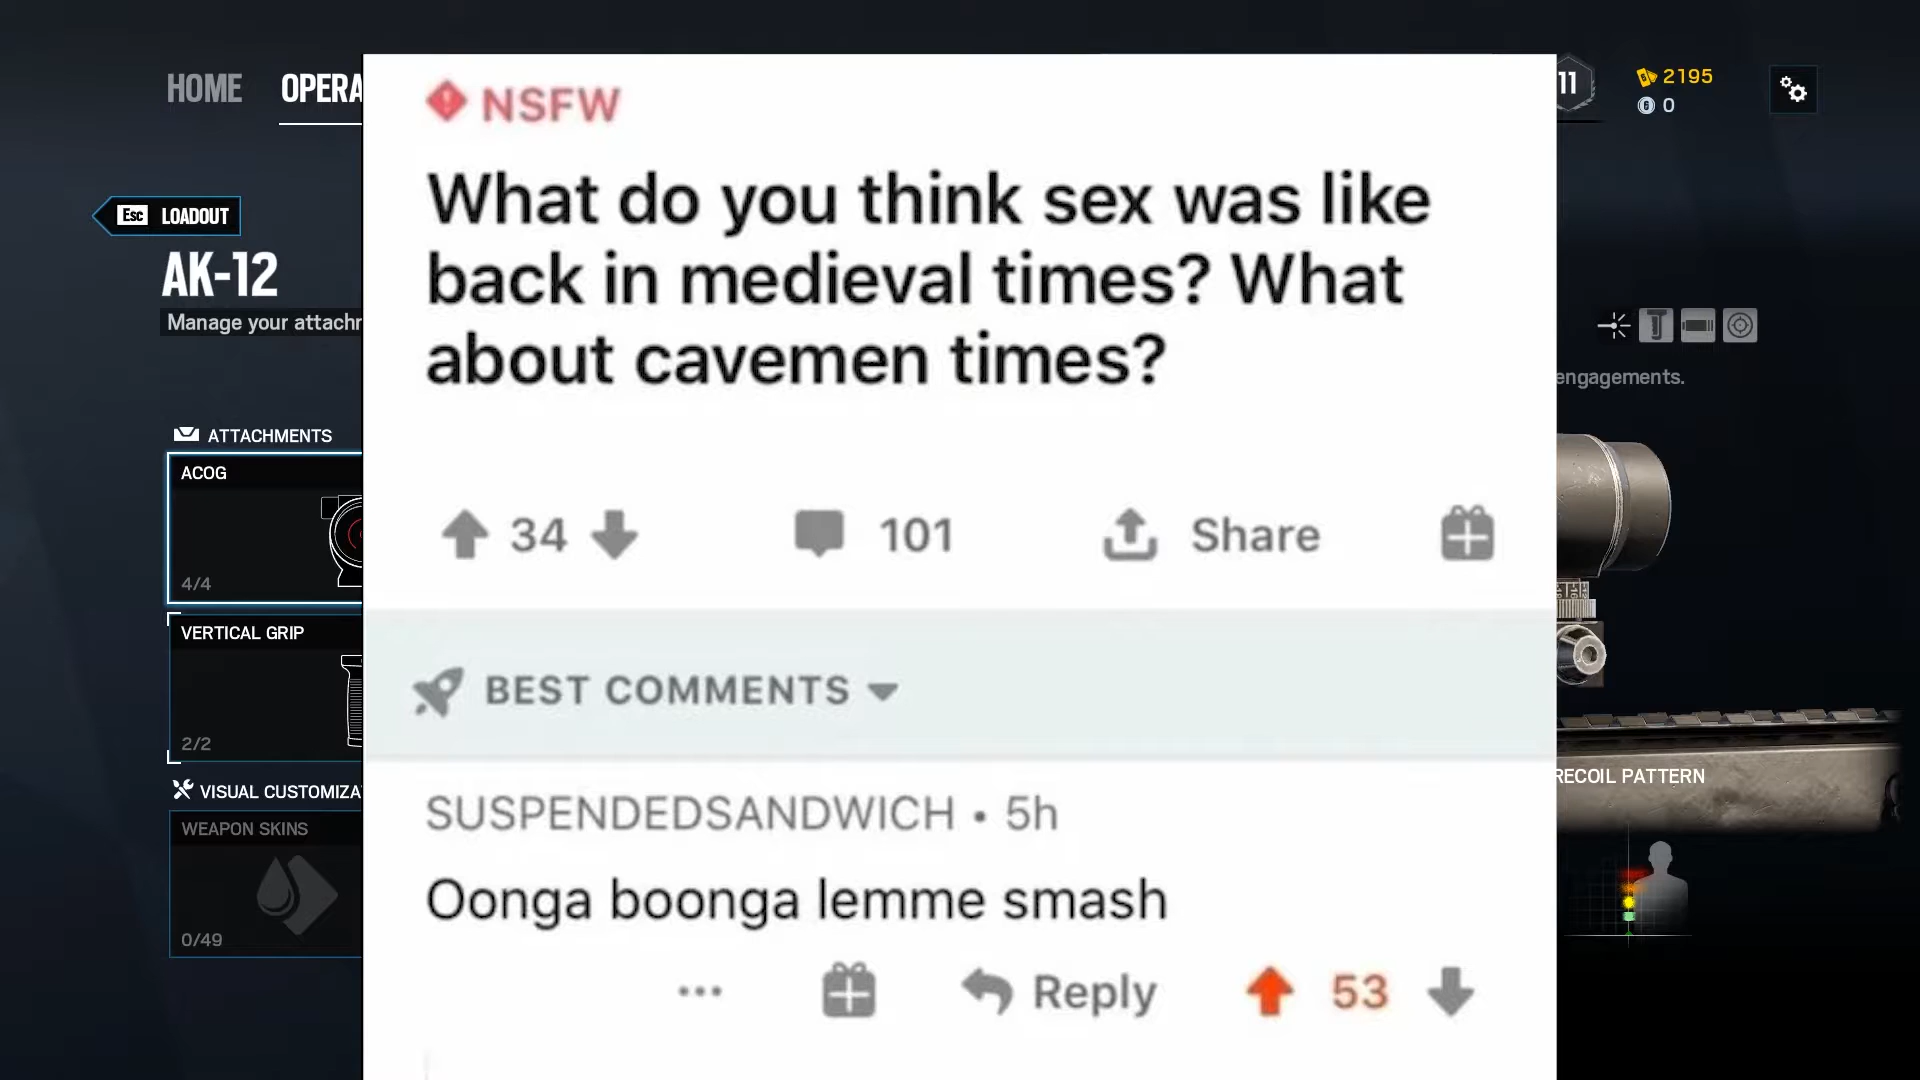 HOME
OPERA
11
2195
0
Esc LOADOUT
AK-12
Manage your attachr
engagements.
ATTACHMENTS
ACOG
4/4
VERTICAL GRIP
2/2
VISUAL CUSTOMIZA
WEAPON SKINS
0/49
RECOIL PATTERN
NSFW
What do you think sex was like
back in medieval times? What
about cavemen times?
34
101
Share
BEST COMMENTS
SUSPENDEDSANDWICH • 5h
Oonga boonga lemme smash
... Reply 53